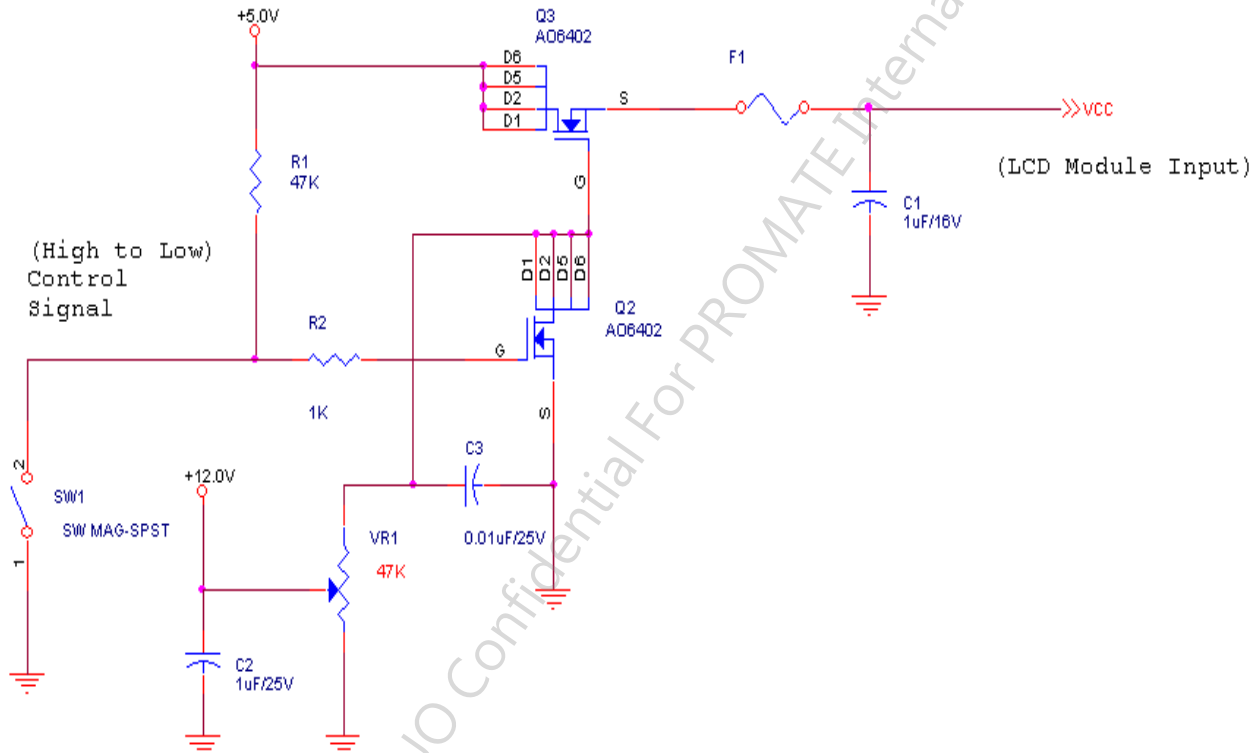 +5.0V
Q3
AO6402
D6
D5
D2
D1
S
G
F1
VCC
(LCD Module Input)
R1
47K
C1
1uF/16V
(High to Low)
Control
Signal
D1
D2
D5
D6
Q2
AO6402
R2
1K
G
S
2
SW1
SW MAG-SPST
1
+12.0V
C3
0.01uF/25V
VR1
47K
C2
1uF/25V
Confidential For PROMATE Interna